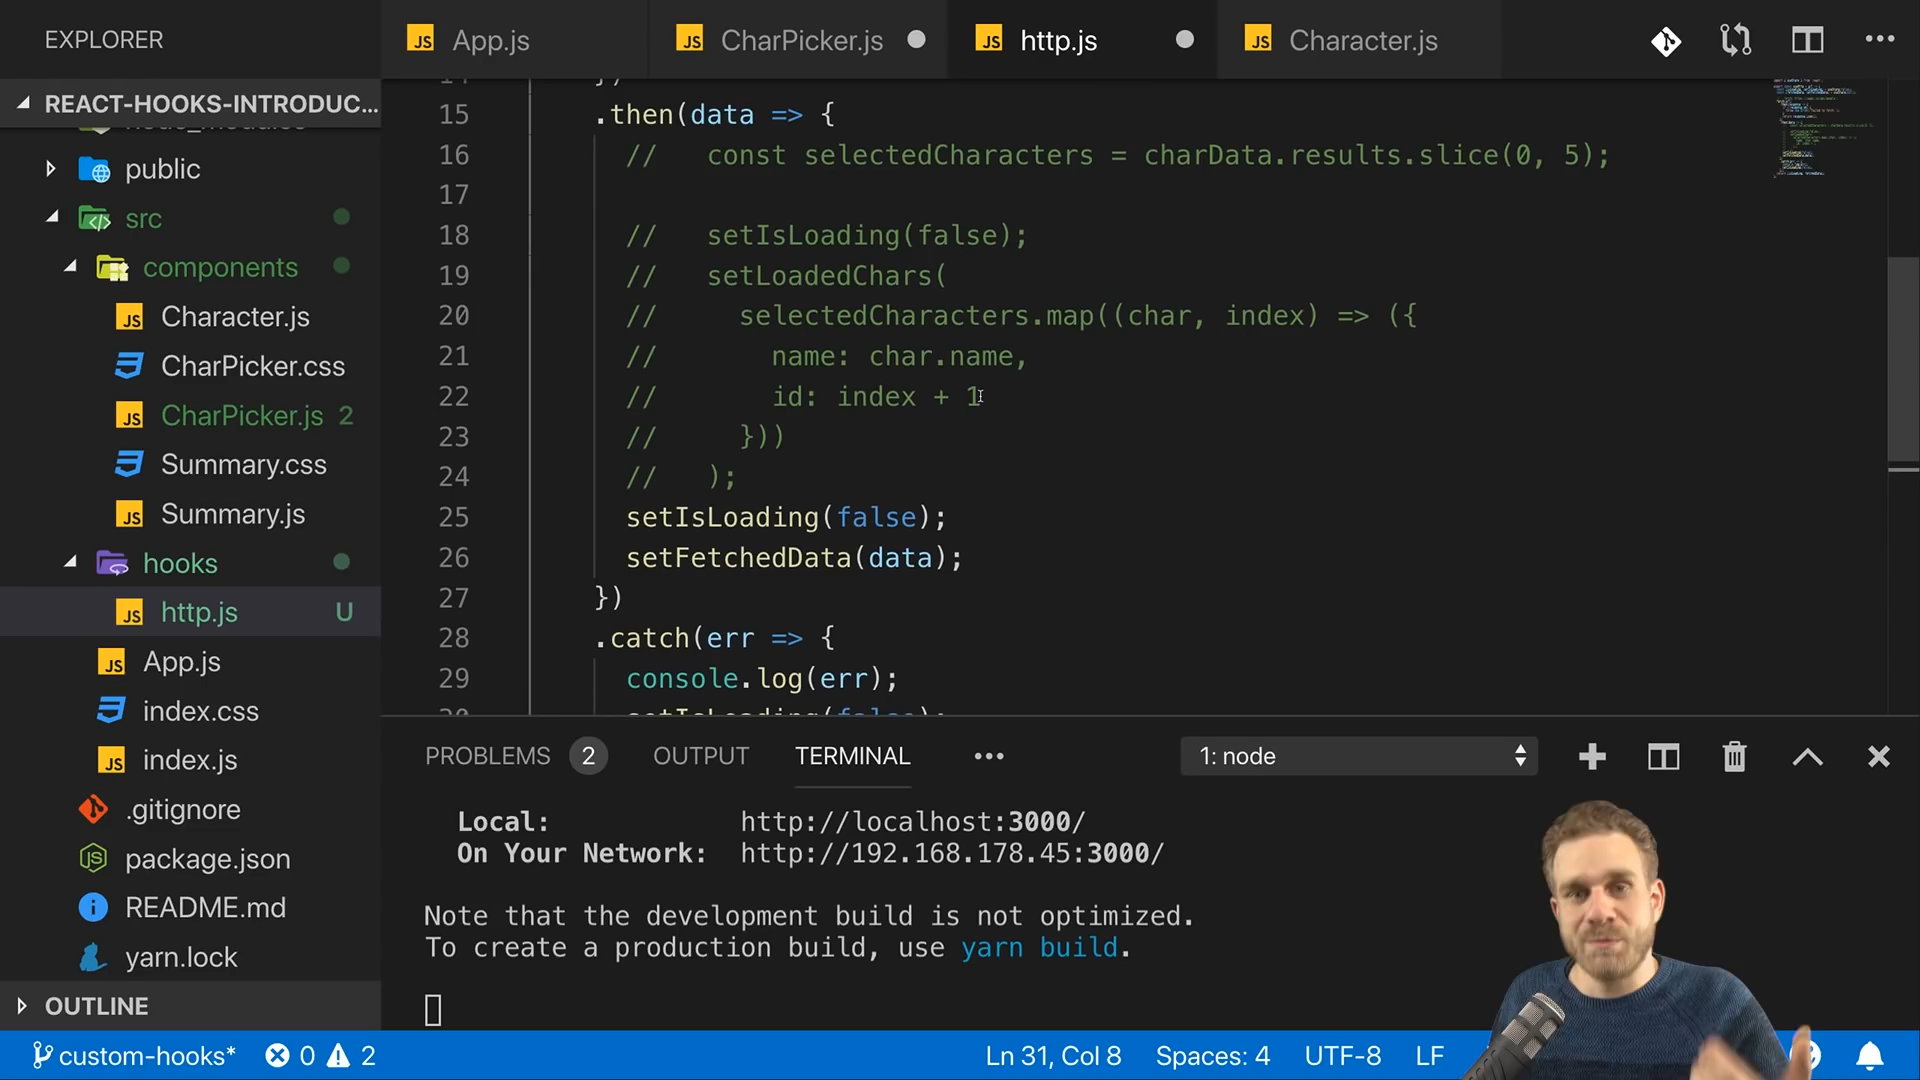 EXPLORER
App.js
CharPicker.js
http.js
Character.js
REACT-HOOKS-INTRODUC...
node_modules
public
src
components
Character.js
CharPicker.css
CharPicker.js 2
Summary.css
Summary.js
hooks
http.js U
App.js
index.css
index.js
.gitignore
package.json
README.md
yarn.lock
OUTLINE
14 })
15 .then(data => {
16 // const selectedCharacters = charData.results.slice(0, 5);
17
18 // setIsLoading(false);
19 // setLoadedChars(
20 // selectedCharacters.map((char, index) => ({
21 // name: char.name,
22 // id: index + 1
23 // }))
24 // );
25 setIsLoading(false);
26 setFetchedData(data);
27 })
28 .catch(err => {
29 console.log(err);
30 setIsLoading(false);
PROBLEMS 2 OUTPUT TERMINAL ••• 1: node
Local: http://localhost:3000/
On Your Network: http://192.168.178.45:3000/
Note that the development build is not optimized.
To create a production build, use yarn build.
custom-hooks* 0 2 Ln 31, Col 8 Spaces: 4 UTF-8 LF